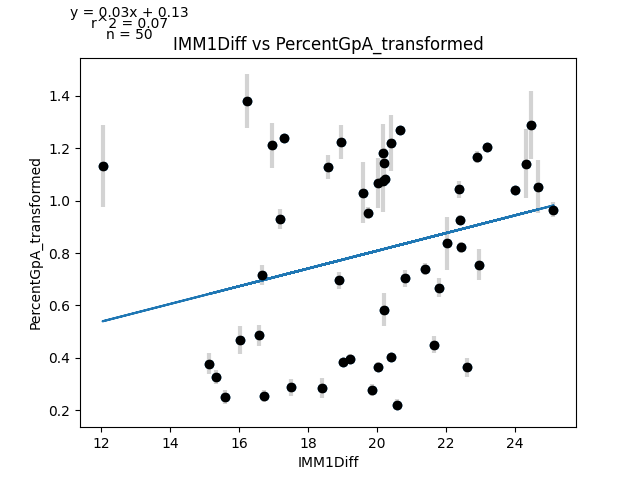 y = 0.03x + 0.13
r^2 = 0.07
n = 50
IMM1Diff vs PercentGpA_transformed
1.4
1.2
1.0
0.8
0.6
0.4
0.2
PercentGpA_transformed
12 14 16 18 20 22 24
IMM1Diff